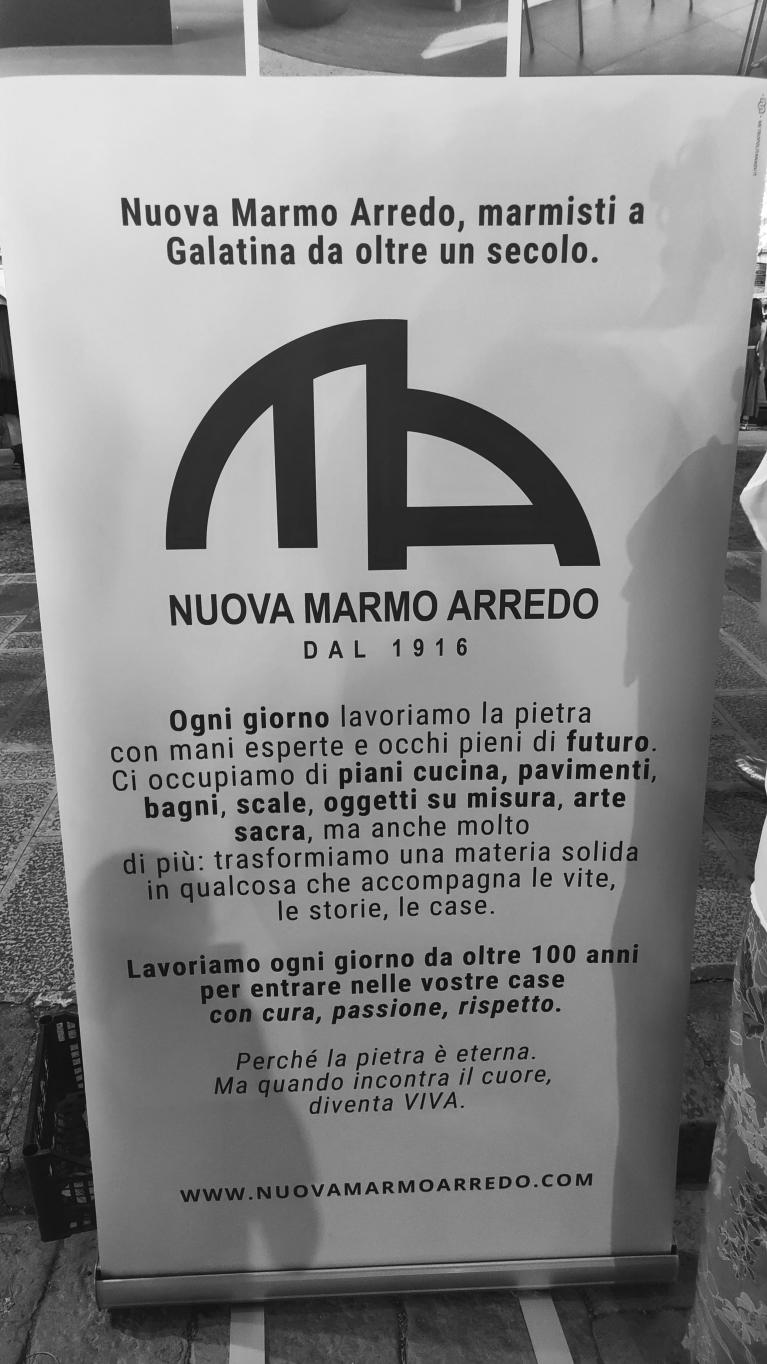 Nuova Marmo Arredo, marmisti a
Galatina da oltre un secolo.
MA
NUOVA MARMO ARREDO
DAL 1916
Ogni giorno lavoriamo la pietra
con mani esperte e occhi pieni di futuro.
Ci occupiamo di piani cucina, pavimenti,
bagni, scale, oggetti su misura, arte
sacra, ma anche molto
di più: trasformiamo una materia solida
in qualcosa che accompagna le vite,
le storie, le case.
Lavoriamo ogni giorno da oltre 100 anni
per entrare nelle vostre case
con cura, passione, rispetto.
Perché la pietra è eterna.
Ma quando incontra il cuore,
diventa VIVA.
WWW.NUOVAMARMOARREDO.COM